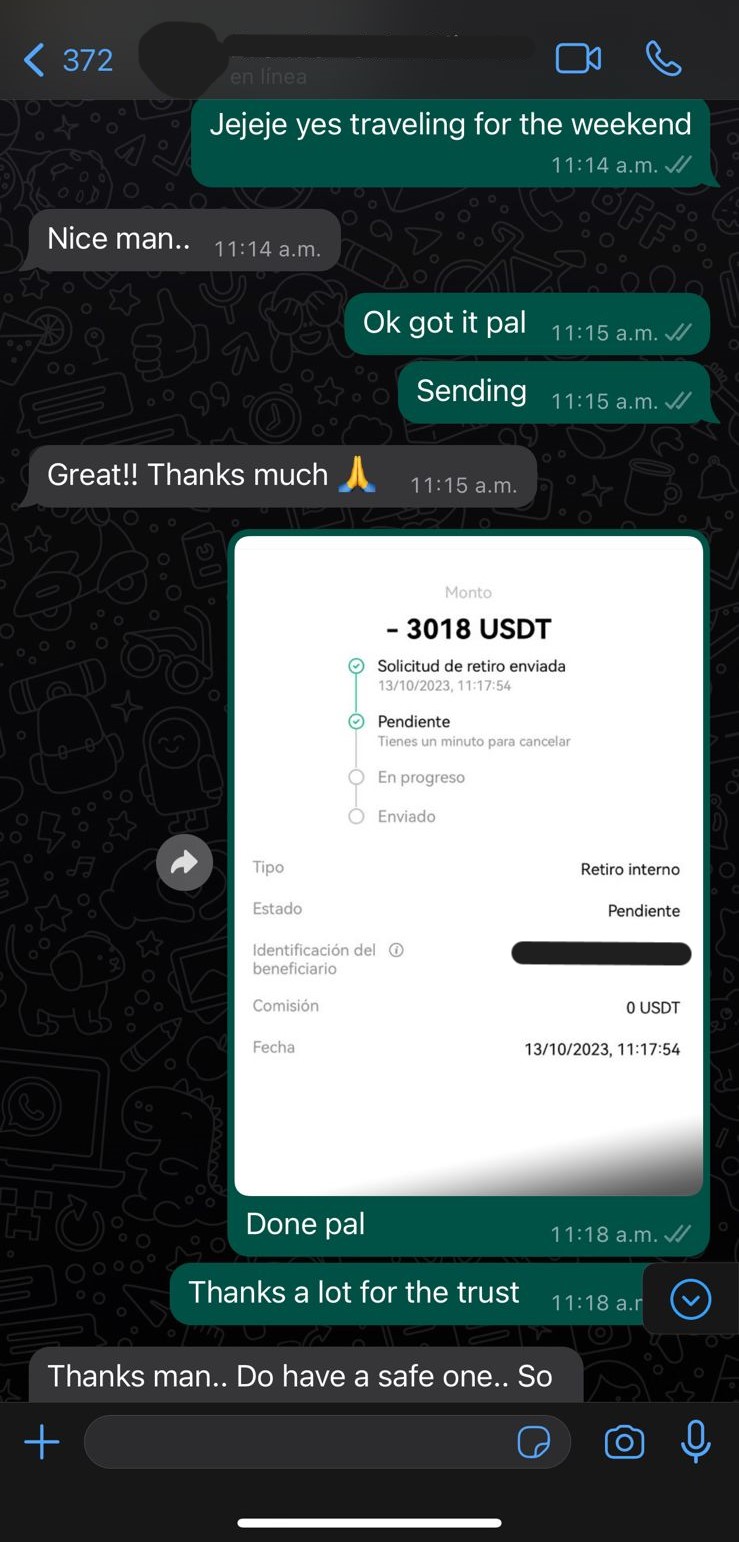 372
en línea
Jejeje yes traveling for the weekend
11:14 a.m.
Nice man..
11:14 a.m.
Ok got it pal
11:15 a.m.
Sending
11:15 a.m.
Great!! Thanks much 🙏
11:15 a.m.
Monto
- 3018 USDT
Solicitud de retiro enviada
13/10/2023, 11:17:54
Pendiente
Tienes un minuto para cancelar
En progreso
Enviado
Tipo Retiro interno
Estado Pendiente
Identificación del
beneficiario
Comisión 0 USDT
Fecha 13/10/2023, 11:17:54
Done pal
11:18 a.m.
Thanks a lot for the trust
11:18 a.
Thanks man.. Do have a safe one.. So